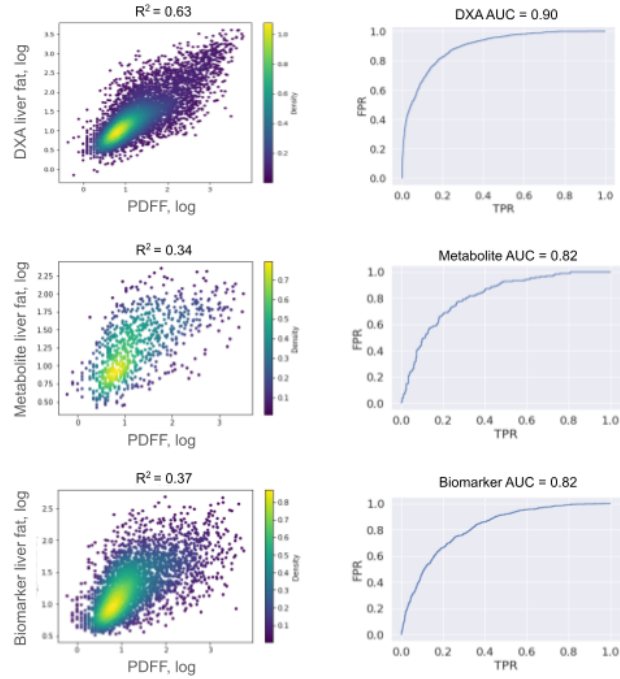 R² = 0.63
DXA liver fat, log
3.5
3.0
2.5
2.0
1.5
1.0
0.5
0.0
0 1 2 3
PDFF, log
1.0
0.8
0.6
0.4
0.2
Density
DXA AUC = 0.90
FPR
1.0
0.8
0.6
0.4
0.2
0.0
0.0 0.2 0.4 0.6 0.8 1.0
TPR
R² = 0.34
Metabolite liver fat, log
2.25
2.00
1.75
1.50
1.25
1.00
0.75
0.50
0 1 2 3
PDFF, log
0.7
0.6
0.5
0.4
0.3
0.2
0.1
Density
Metabolite AUC = 0.82
FPR
1.0
0.8
0.6
0.4
0.2
0.0
0.0 0.2 0.4 0.6 0.8 1.0
TPR
R² = 0.37
Biomarker liver fat, log
2.5
2.0
1.5
1.0
0.5
0 1 2 3
PDFF, log
0.8
0.7
0.6
0.5
0.4
0.3
0.2
0.1
Density
Biomarker AUC = 0.82
FPR
1.0
0.8
0.6
0.4
0.2
0.0
0.0 0.2 0.4 0.6 0.8 1.0
TPR